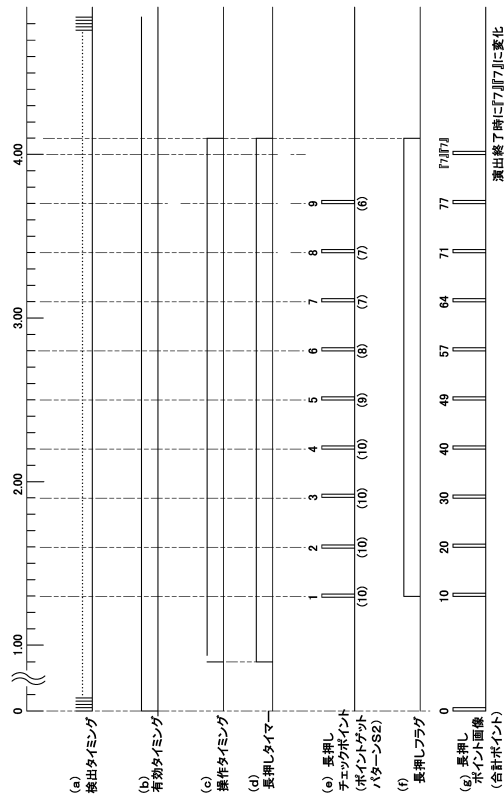 0 1.00 2.00 3.00 4.00
(a)
検出タイミング
(b)
有効タイミング
(c)
操作タイミング
(d)
長押しタイマー
(e) 長押し
チェックポイント
(ポイントゲット
パターンS2)
1 2 3 4 5 6 7 8 9
(10) (10) (10) (10) (9) (8) (7) (7) (6)
(f)
長押しフラグ
(g) 長押し
ポイント画像
(合計ポイント)
0 10 20 30 40 49 57 64 71 77 『7』『7』
演出終了時に『7』『7』に変化